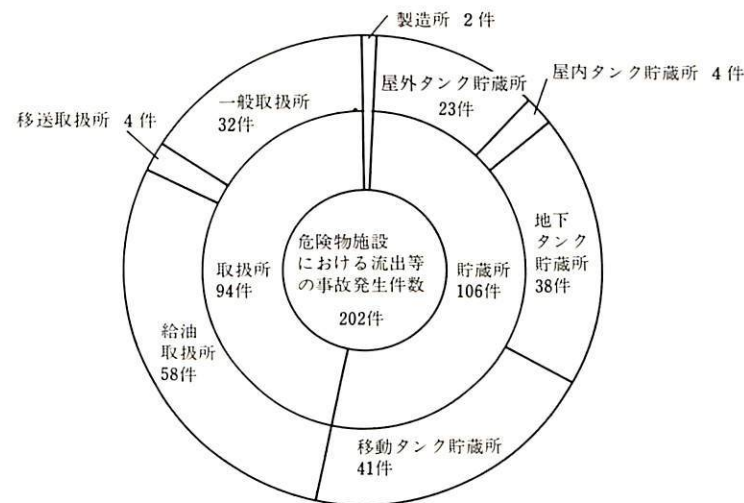 製造所 2件
屋外タンク貯蔵所
23件
屋内タンク貯蔵所 4件
地下
タンク
貯蔵所
38件
移動タンク貯蔵所
41件
給油
取扱所
58件
移送取扱所 4件
一般取扱所
32件
取扱所
94件
貯蔵所
106件
危険物施設
における流出等
の事故発生件数
202件